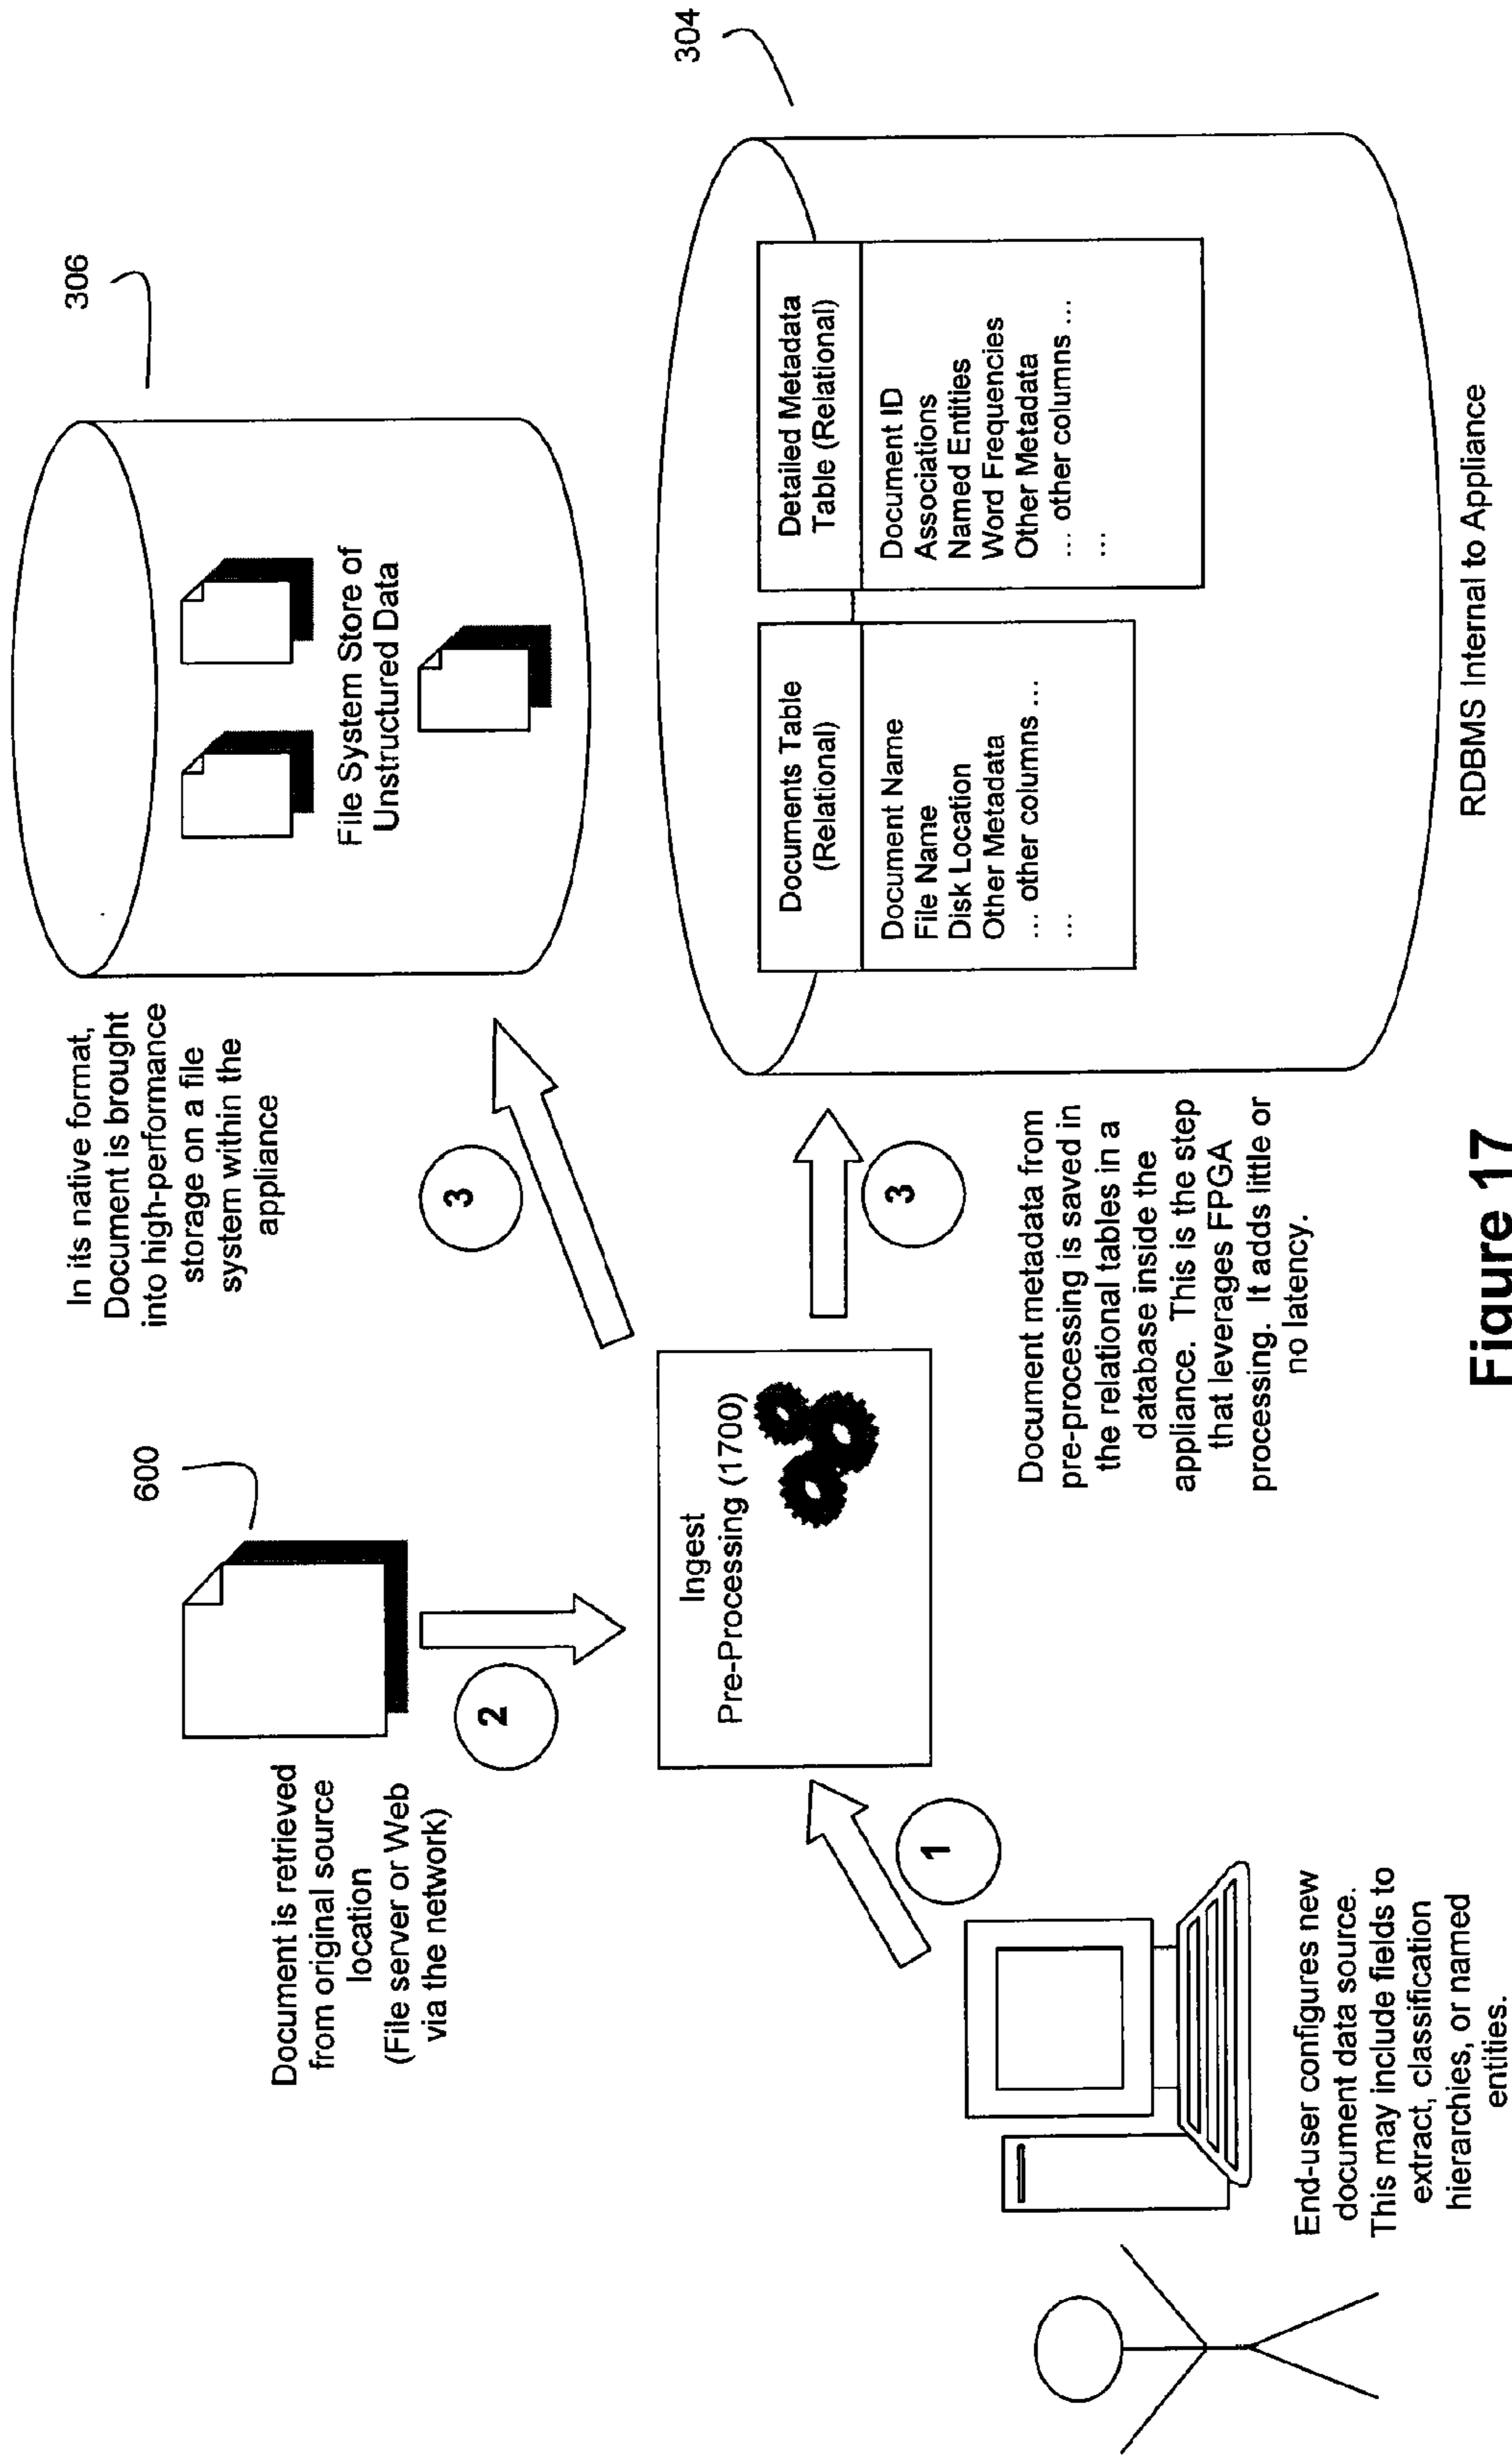 600
306
304
Document is retrieved
from original source
location
(File server or Web
via the network)
2
In its native format,
Document is brought
into high-performance
storage on a file
system within the
appliance
3
File System Store of
Unstructured Data
Ingest
Pre-Processing (1700)
1
End-user configures new
document data source.
This may include fields to
extract, classification
hierarchies, or named
entities.
3
Document metadata from
pre-processing is saved in
the relational tables in a
database inside the
appliance. This is the step
that leverages FPGA
processing. It adds little or
no latency.
Documents Table
(Relational)
Document Name
File Name
Disk Location
Other Metadata
... other columns ...
...
Detailed Metadata
Table (Relational)
Document ID
Associations
Named Entities
Word Frequencies
Other Metadata
... other columns ...
...
RDBMS Internal to Appliance
Figure 17